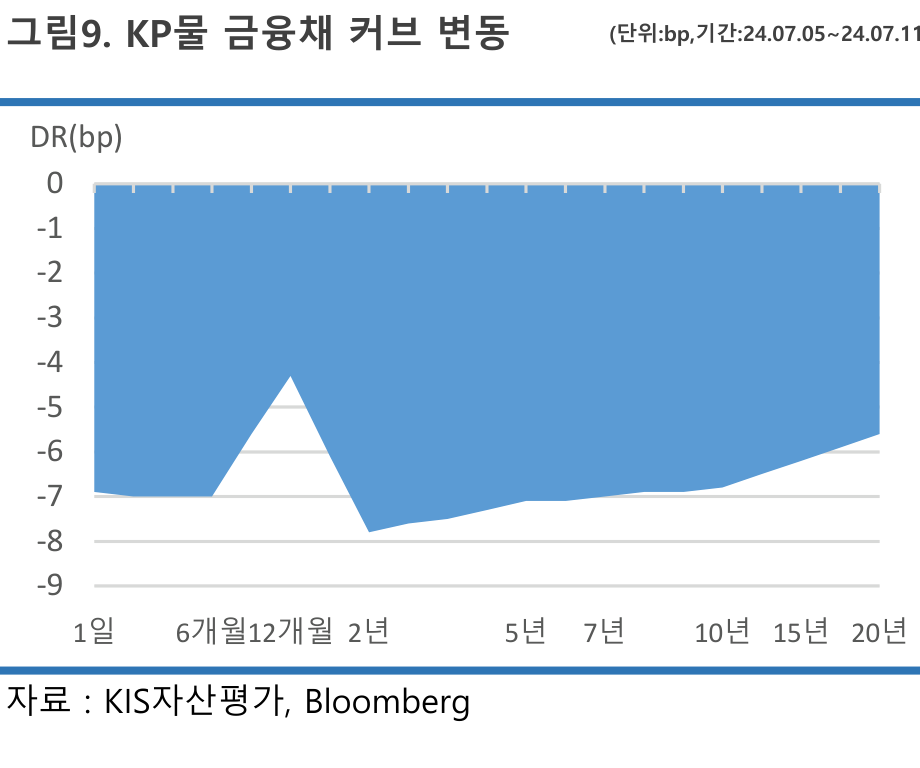 그림9. KP물 금융채 커브 변동
(단위:bp,기간:24.07.05~24.07.11
DR(bp)
0
-1
-2
-3
-4
-5
-6
-7
-8
-9
1일 6개월 12개월 2년 5년 7년 10년 15년 20년
자료 : KIS자산평가, Bloomberg